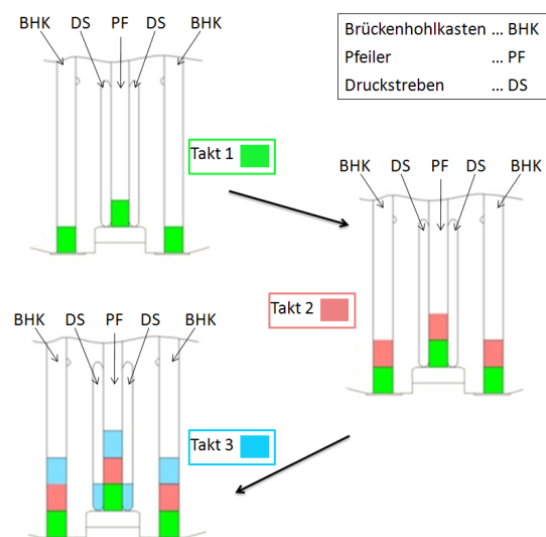 BHK DS PF DS BHK
Brückenhohlkasten ... BHK
Pfeiler ... PF
Druckstreben ... DS
Takt 1
BHK DS PF DS BHK
Takt 2
BHK DS PF DS BHK
Takt 3